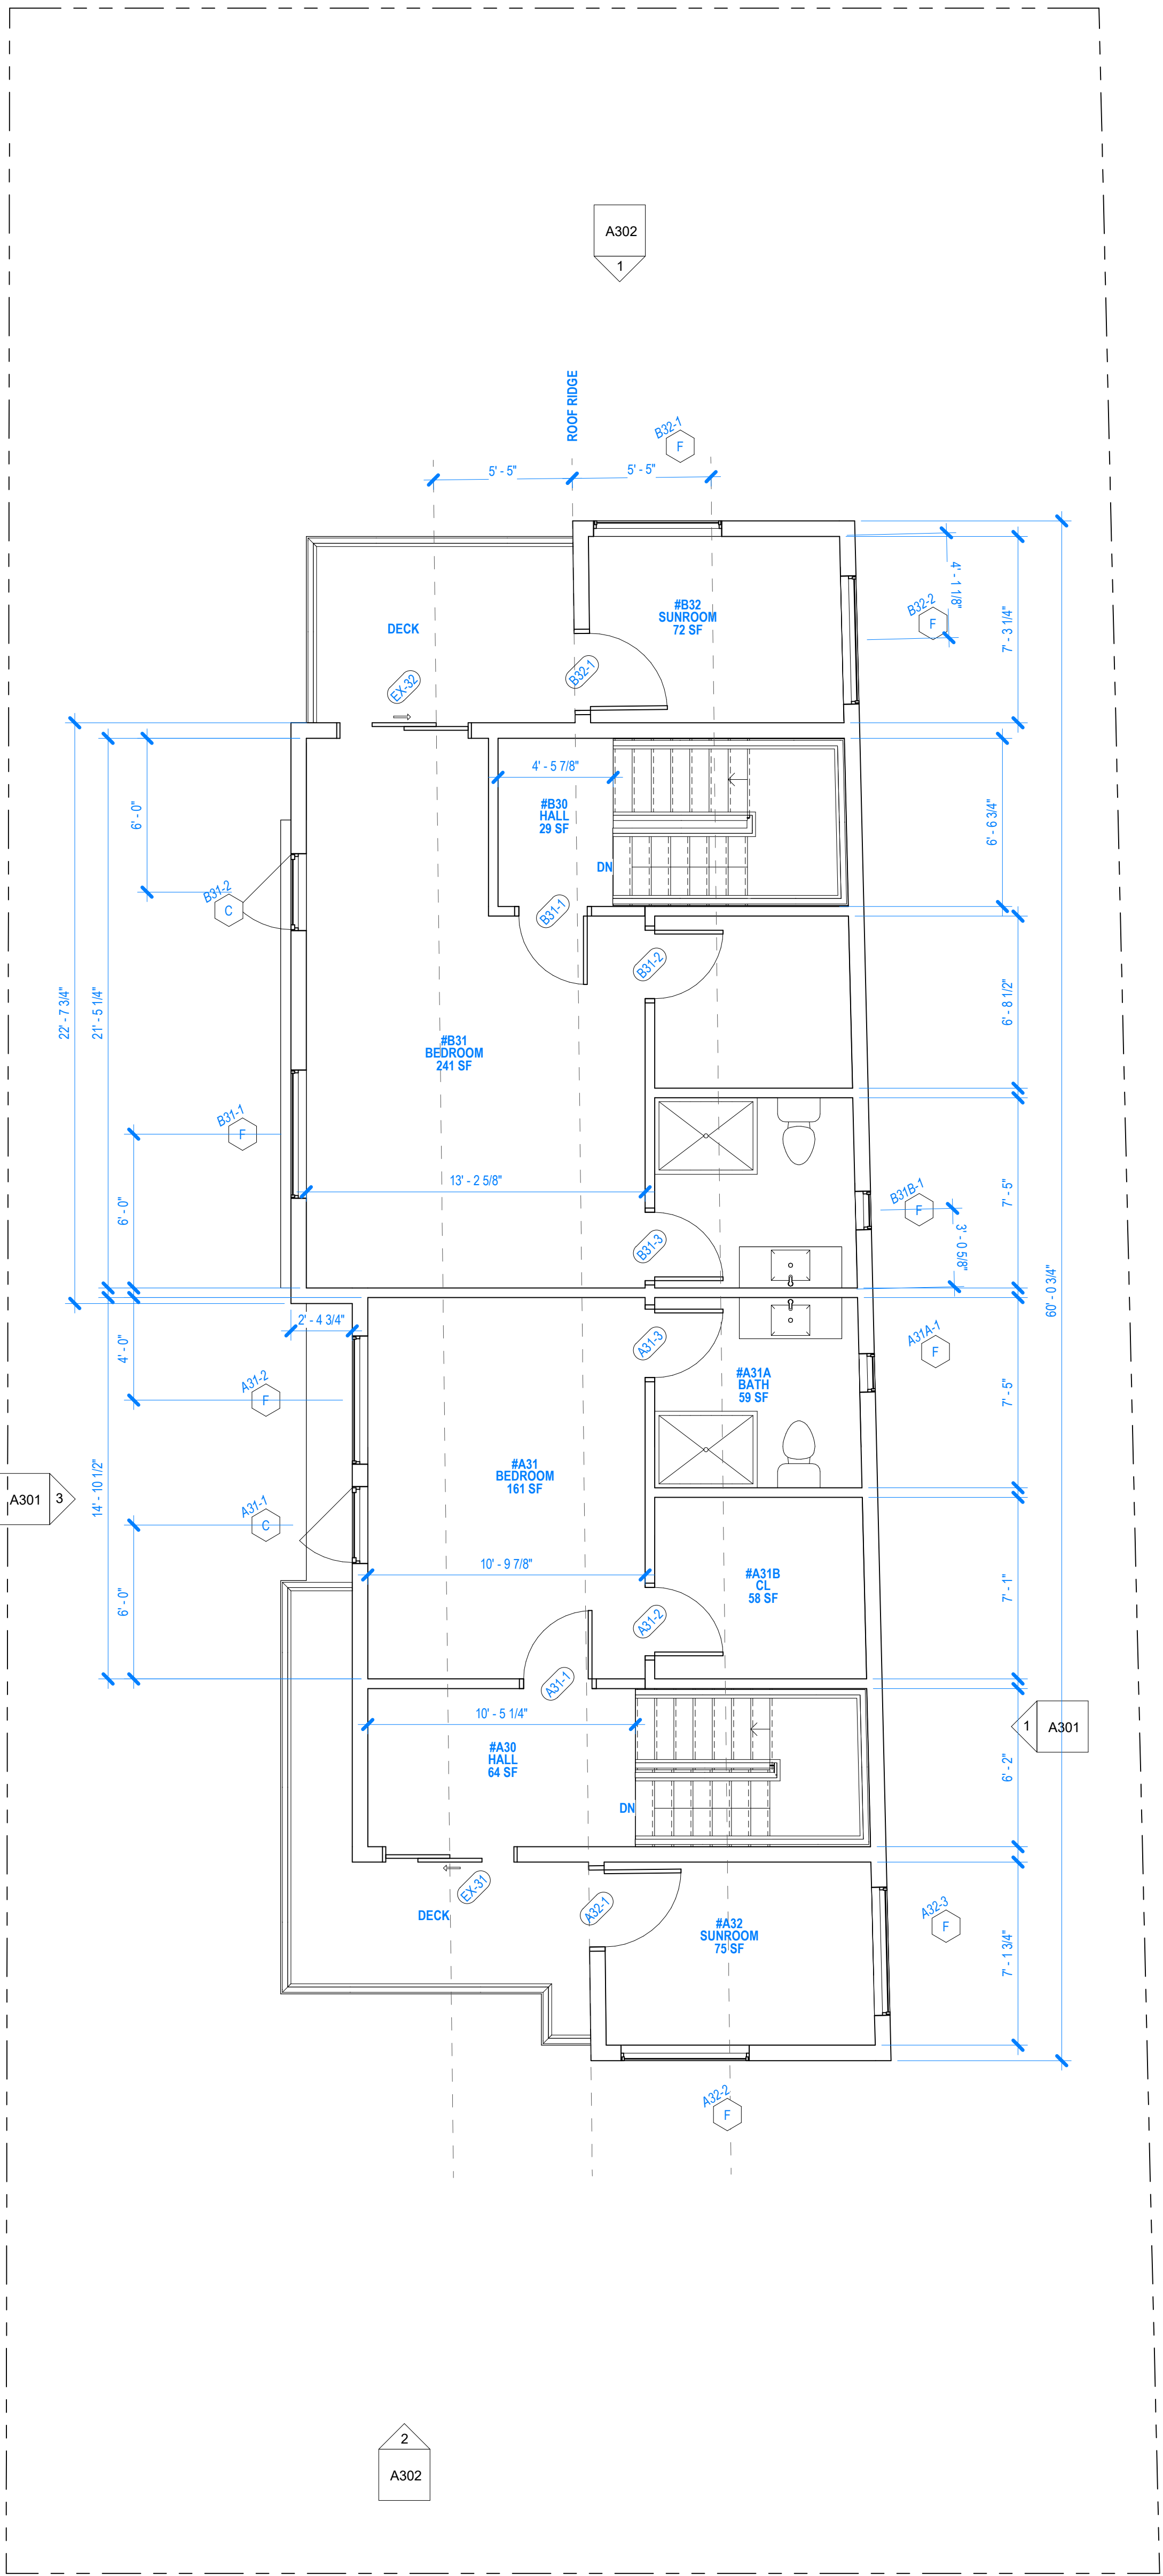 A302
1
ROOF RIDGE
B32-1
F
5' - 5"
5' - 5"
4' - 1 1/8"
B32-2
F
7' - 3 1/4"
#B32
SUNROOM
72 SF
DECK
B32-1
EX-32
6' - 0"
4' - 5 7/8"
#B30
HALL
29 SF
DN
6' - 6 3/4"
B31-2
C
B31-1
B31-2
22' - 7 3/4"
21' - 5 1/4"
6' - 8 1/2"
#B31
BEDROOM
241 SF
B31-1
F
13' - 2 5/8"
6' - 0"
B31-3
7' - 5"
B31B-1
F
3' - 0 5/8"
60' - 0 3/4"
2' - 4 3/4"
4' - 0"
A31-3
A31A-1
F
A31-2
F
#A31A
BATH
59 SF
7' - 5"
#A31
BEDROOM
161 SF
14' - 10 1/2"
A301
3
A31-1
C
10' - 9 7/8"
#A31B
CL
58 SF
6' - 0"
7' - 1"
A31-2
A31-1
10' - 5 1/4"
#A30
HALL
64 SF
DN
6' - 2"
1
A301
EX-31
DECK
A32-1
#A32
SUNROOM
75 SF
A32-3
F
7' - 1 3/4"
A32-2
F
2
A302